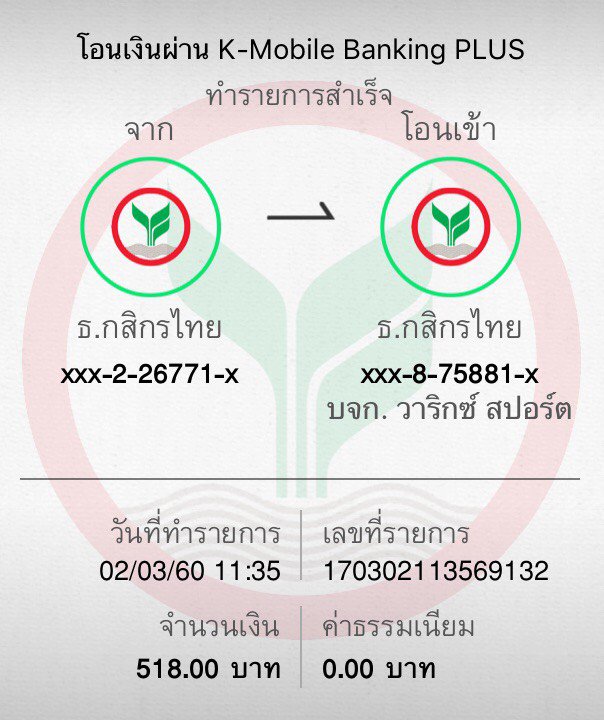 โอนเงินผ่าน K-Mobile Banking PLUS
ทำรายการสำเร็จ
จาก
โอนเข้า
ธ.กสิกรไทย
ธ.กสิกรไทย
xxx-2-26771-x
xxx-8-75881-x
บจก. วาริกซ์ สปอร์ต
วันที่ทำรายการ
เลขที่รายการ
02/03/60 11:35
170302113569132
จำนวนเงิน
ค่าธรรมเนียม
518.00 บาท
0.00 บาท